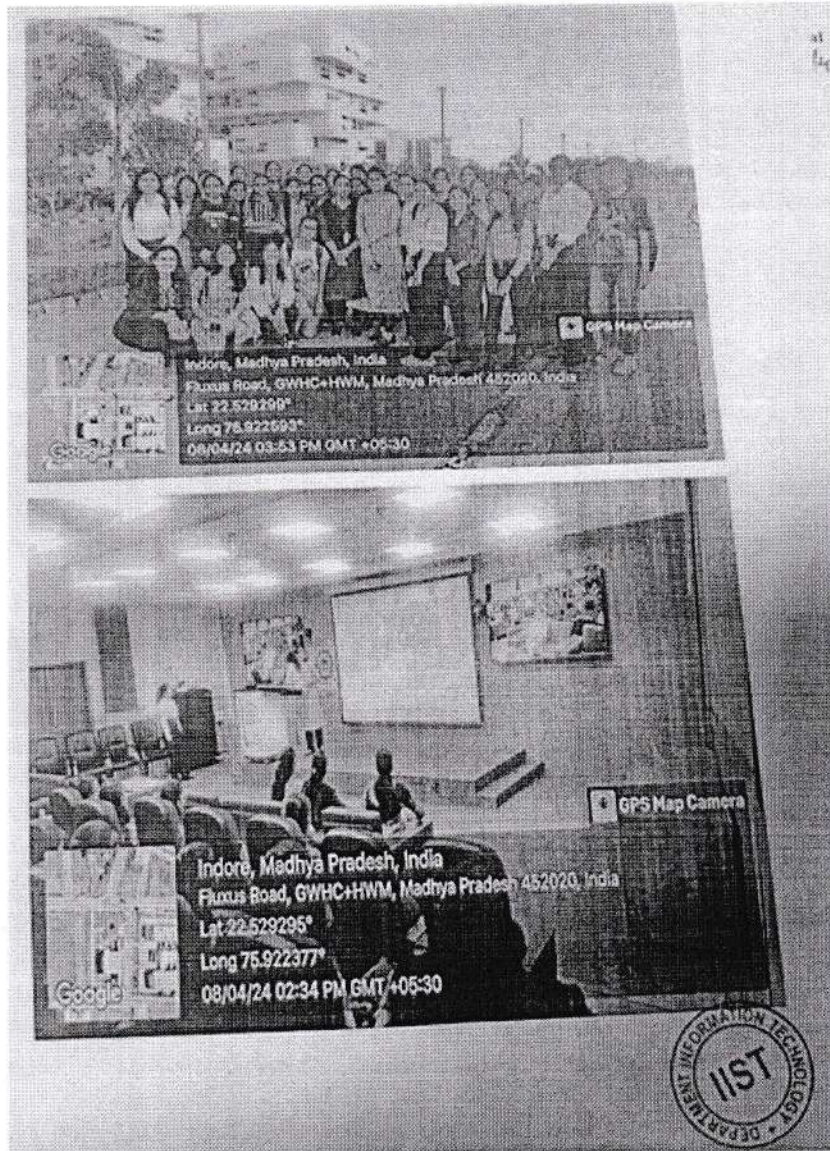 GPS Map Camera
Indore, Madhya Pradesh, India
Fluxus Road, GWHC+HWM, Madhya Pradesh 452020, India
Lat 22.529299°
Long 75.922593°
08/04/24 03:53 PM GMT +05:30
Google
GPS Map Camera
Indore, Madhya Pradesh, India
Fluxus Road, GWHC+HWM, Madhya Pradesh 452020, India
Lat 22.529295°
Long 75.922377°
08/04/24 02:34 PM GMT +05:30
Google
DEPARTMENT INFORMATION TECHNOLOGY
IIST